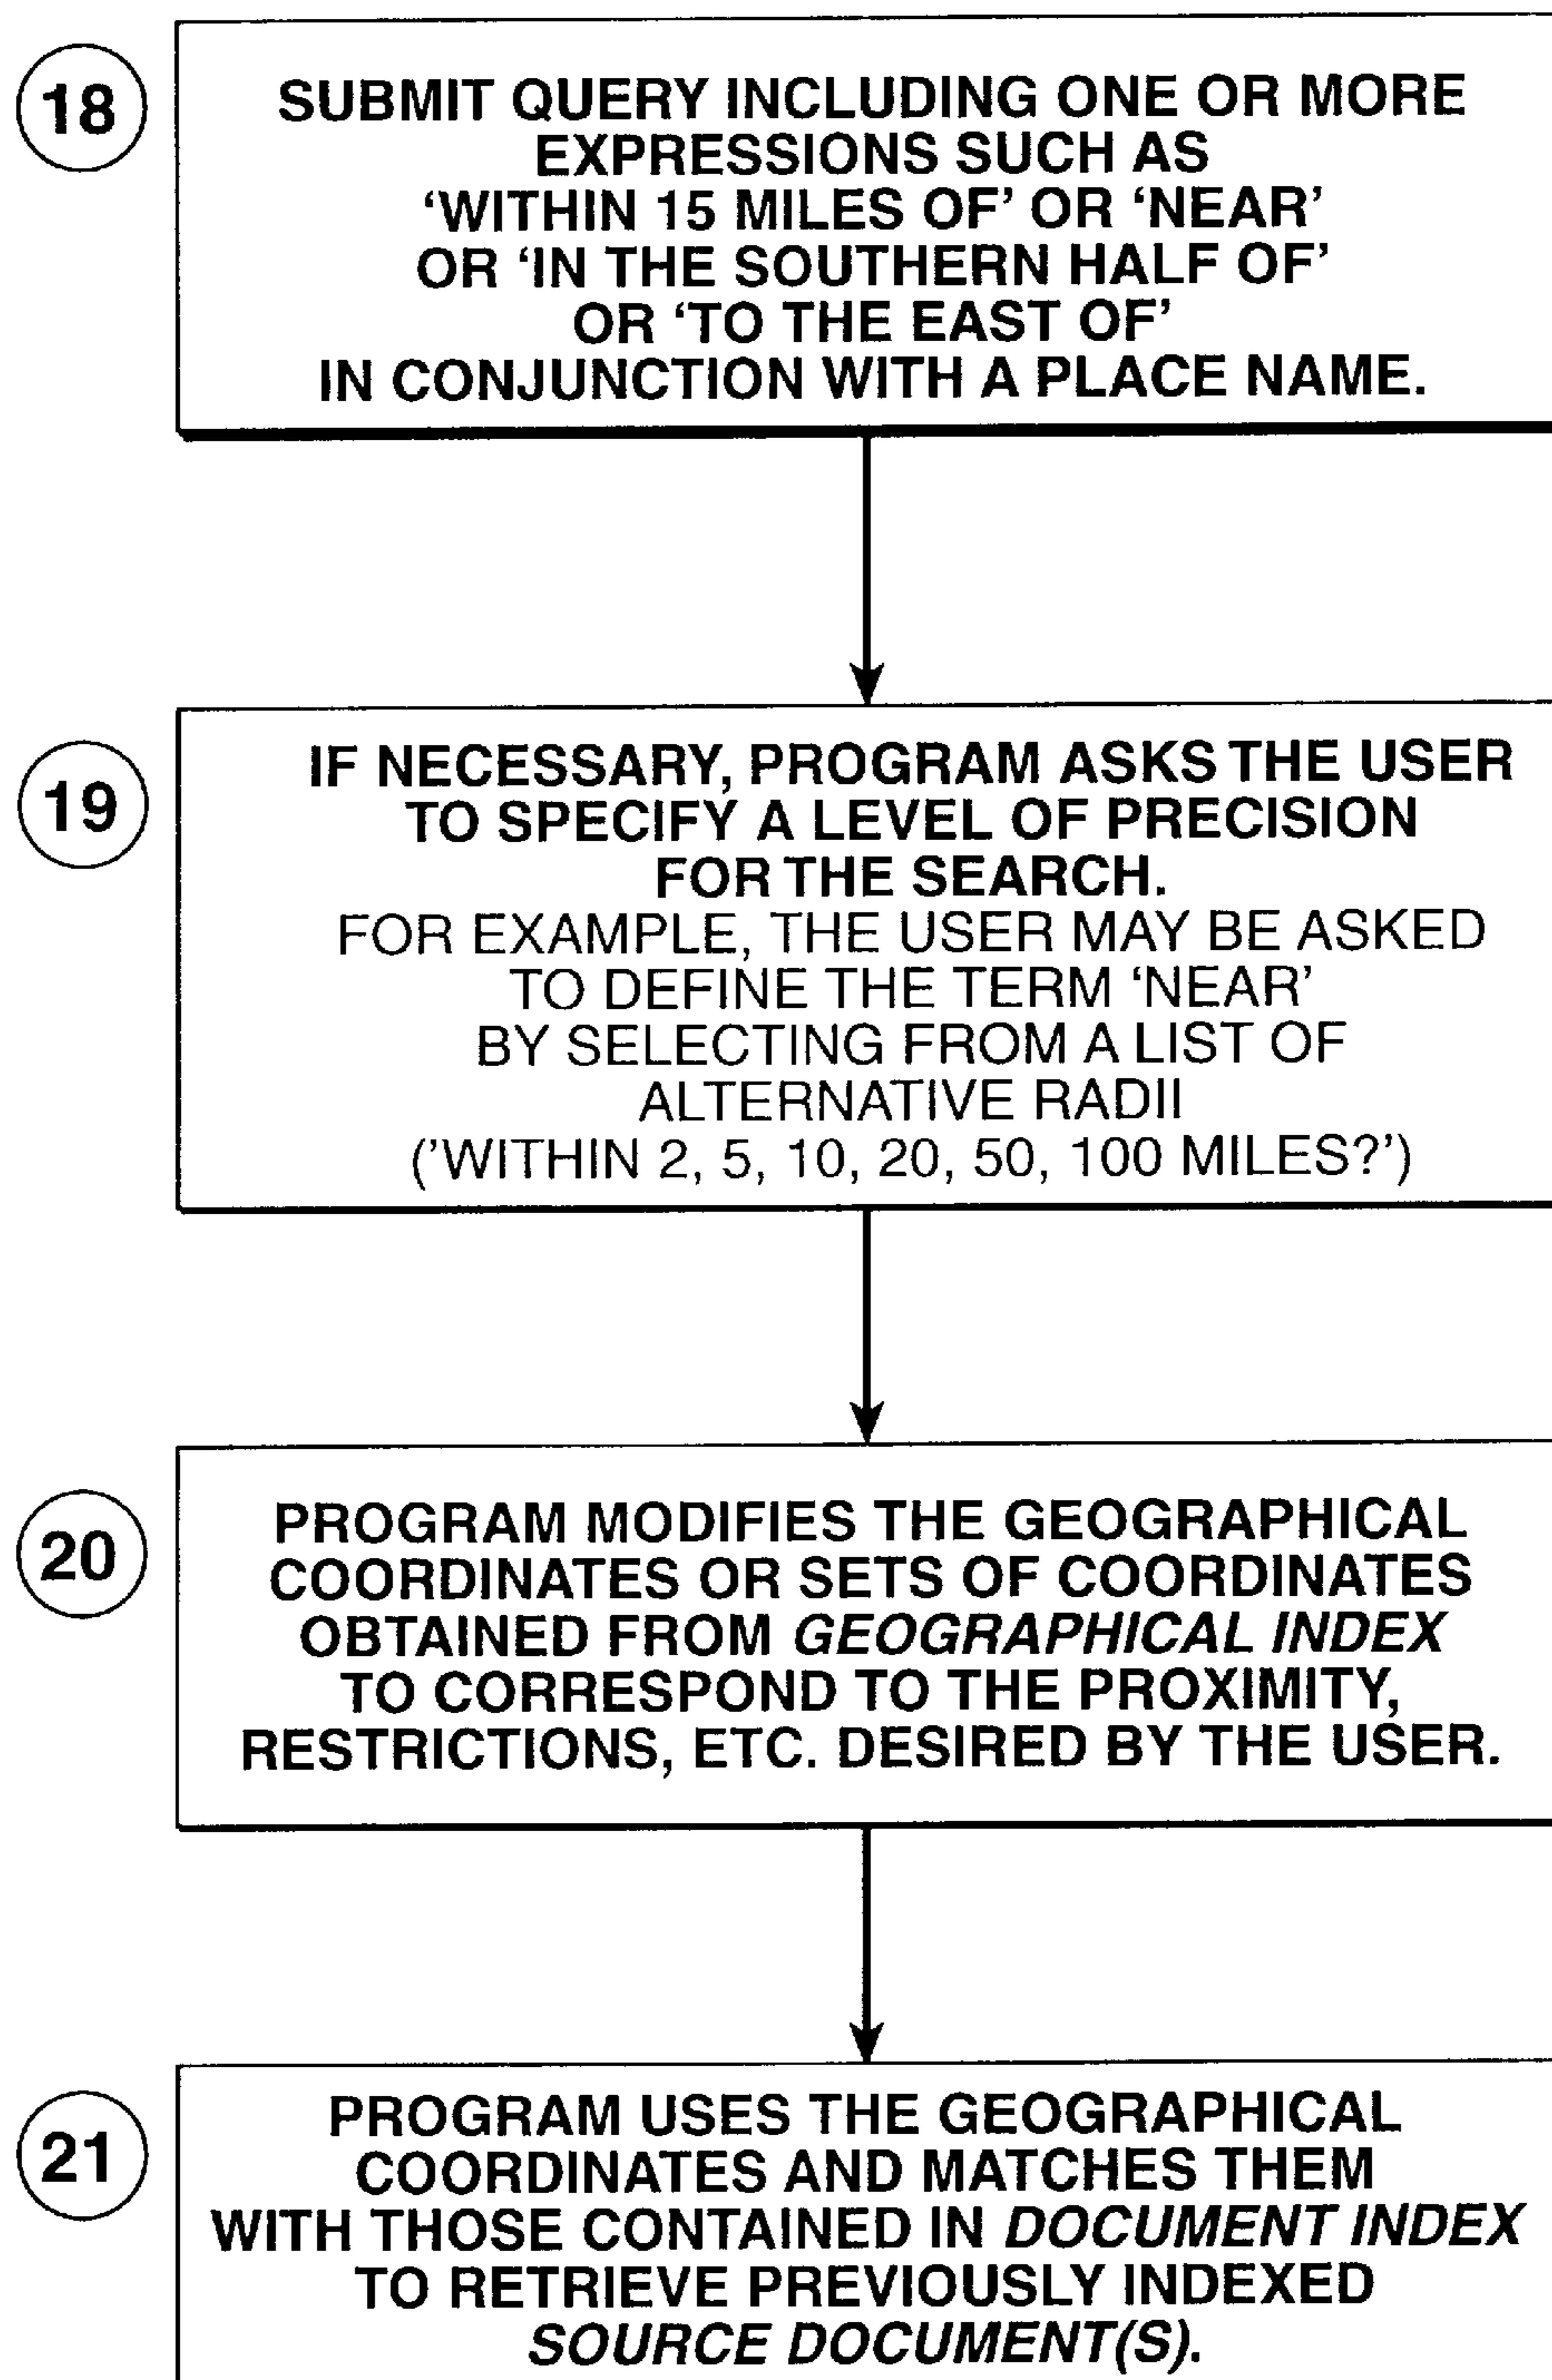 18
SUBMIT QUERY INCLUDING ONE OR MORE
EXPRESSIONS SUCH AS
‘WITHIN 15 MILES OF’ OR ‘NEAR’
OR ‘IN THE SOUTHERN HALF OF’
OR ‘TO THE EAST OF’
IN CONJUNCTION WITH A PLACE NAME.
19
IF NECESSARY, PROGRAM ASKS THE USER
TO SPECIFY A LEVEL OF PRECISION
FOR THE SEARCH.
FOR EXAMPLE, THE USER MAY BE ASKED
TO DEFINE THE TERM ‘NEAR’
BY SELECTING FROM A LIST OF
ALTERNATIVE RADII
(’WITHIN 2, 5, 10, 20, 50, 100 MILES?’)
20
PROGRAM MODIFIES THE GEOGRAPHICAL
COORDINATES OR SETS OF COORDINATES
OBTAINED FROM GEOGRAPHICAL INDEX
TO CORRESPOND TO THE PROXIMITY,
RESTRICTIONS, ETC. DESIRED BY THE USER.
21
PROGRAM USES THE GEOGRAPHICAL
COORDINATES AND MATCHES THEM
WITH THOSE CONTAINED IN DOCUMENT INDEX
TO RETRIEVE PREVIOUSLY INDEXED
SOURCE DOCUMENT(S).